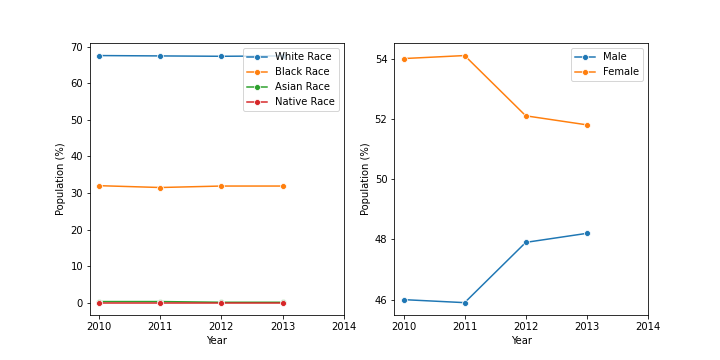 70
60
50
40
30
20
10
0
Population (%)
2010 2011 2012 2013 2014
Year
White Race
Black Race
Asian Race
Native Race
54
52
50
48
46
Population (%)
2010 2011 2012 2013 2014
Year
Male
Female